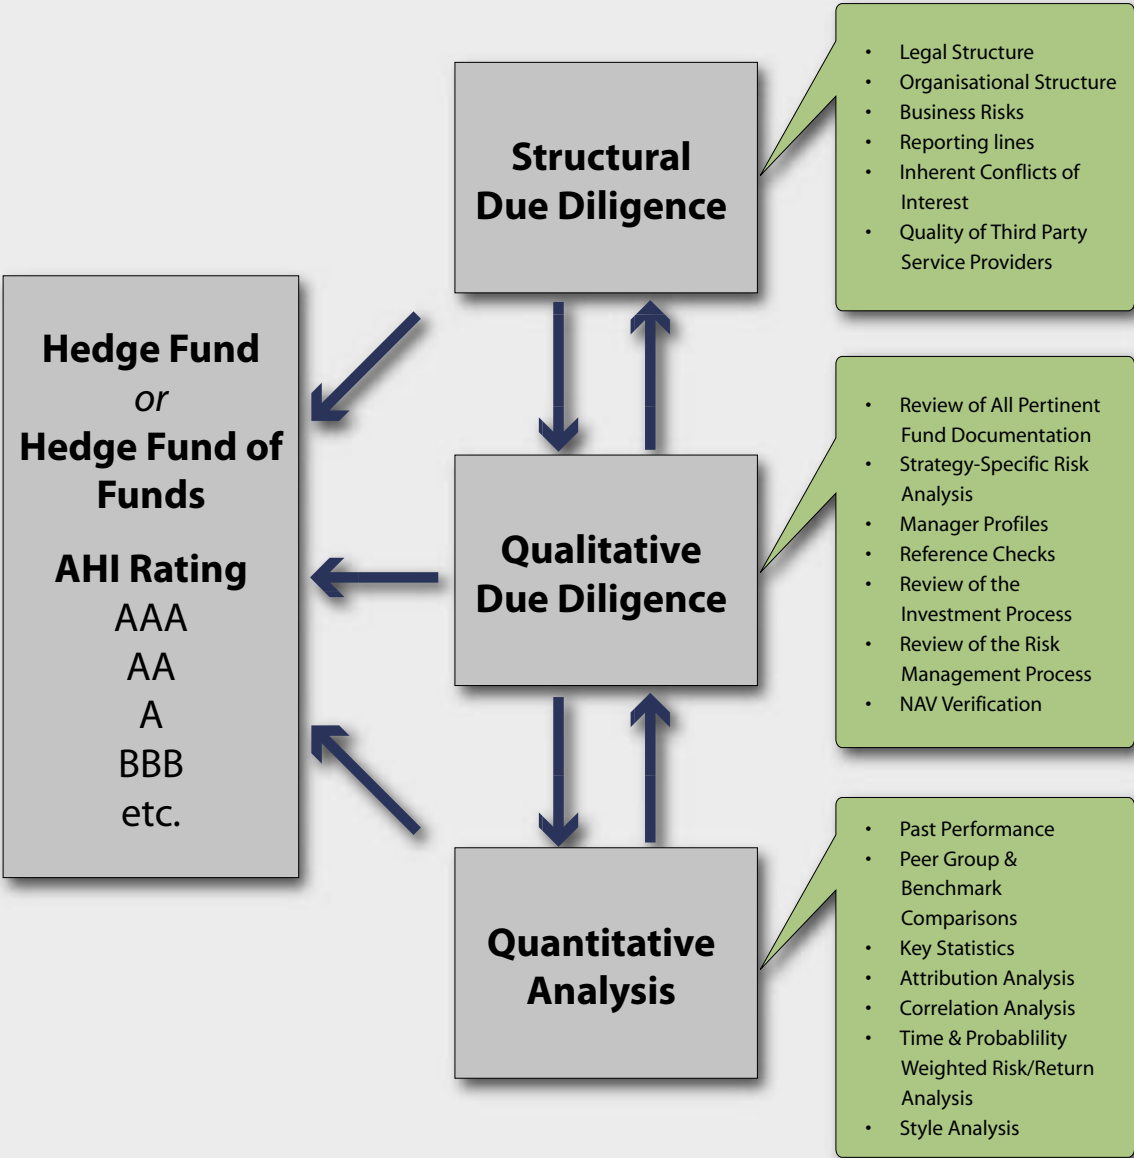 Structural
Due Diligence
• Legal Structure
• Organisational Structure
• Business Risks
• Reporting lines
• Inherent Conflicts of
Interest
• Quality of Third Party
Service Providers
Hedge Fund
or
Hedge Fund of
Funds
AHI Rating
AAA
AA
A
BBB
etc.
Qualitative
Due Diligence
• Review of All Pertinent
Fund Documentation
• Strategy-Specific Risk
Analysis
• Manager Profiles
• Reference Checks
• Review of the
Investment Process
• Review of the Risk
Management Process
• NAV Verification
Quantitative
Analysis
• Past Performance
• Peer Group &
Benchmark
Comparisons
• Key Statistics
• Attribution Analysis
• Correlation Analysis
• Time & Probablility
Weighted Risk/Return
Analysis
• Style Analysis